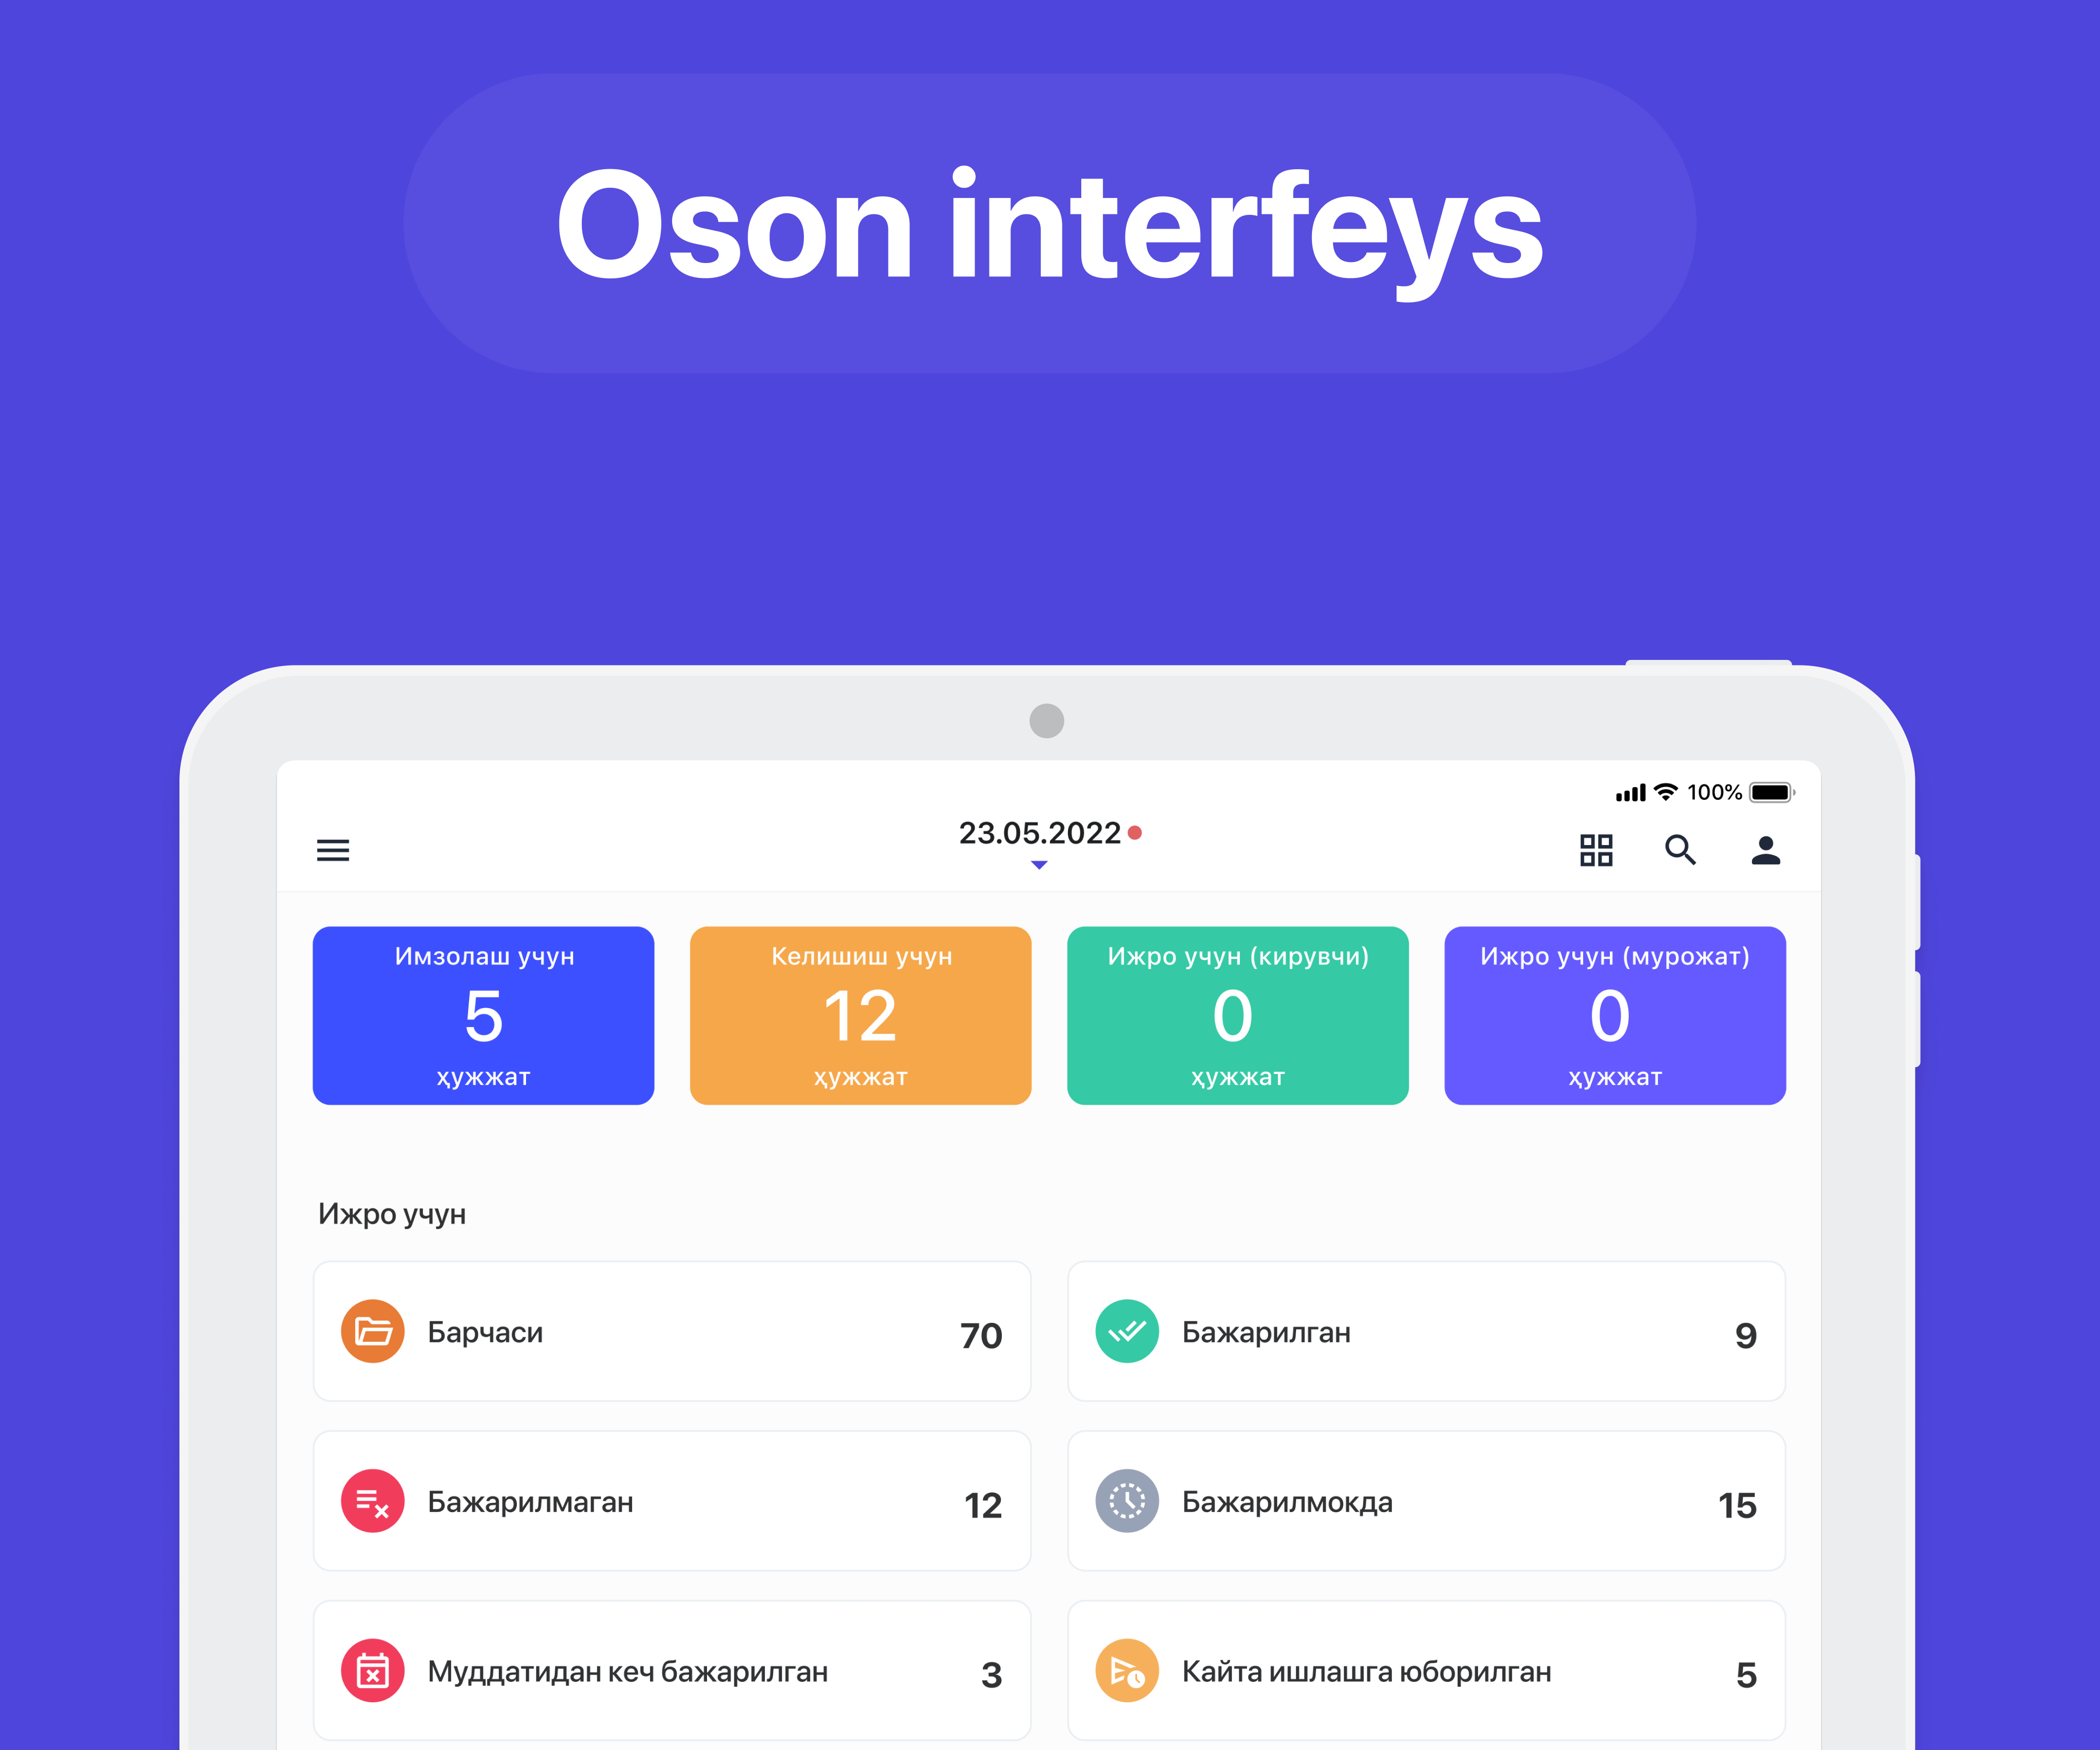 Oson interfeys
100%
23.05.2022
Имзолаш учун
5
ҳужжат
Келишиш учун
12
ҳужжат
Ижро учун (кирувчи)
0
ҳужжат
Ижро учун (мурожат)
0
ҳужжат
Ижро учун
Барчаси 70
Бажарилган 9
Бажарилмаган 12
Бажарилмокда 15
Муддатидан кеч бажарилган 3
Кайта ишлашга юборилган 5